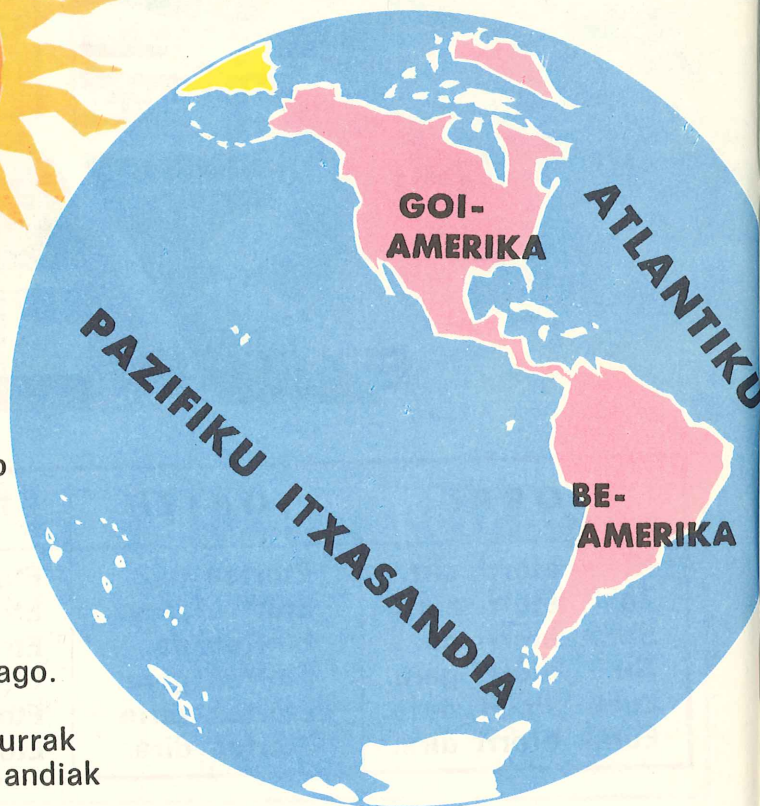 GOI-
AMERIKA
ATLANTIKU
PAZIFIKU ITXASANDIA
BE-
AMERIKA
ago.
urrak
andiak